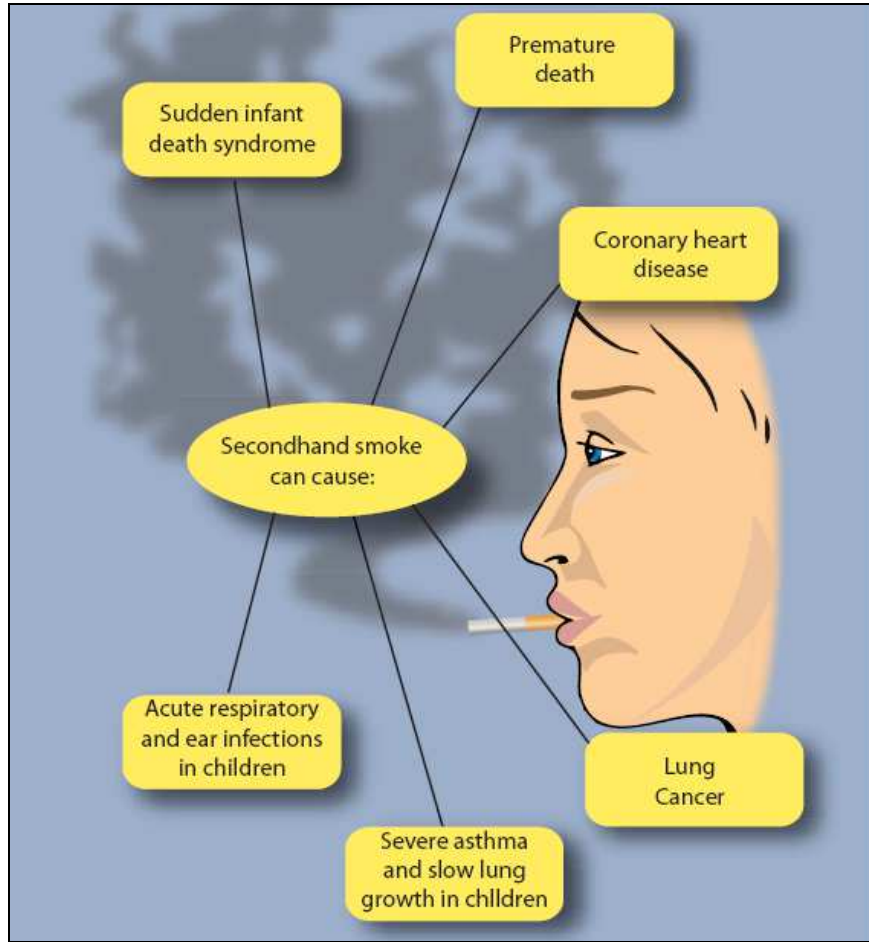 Premature
death
Sudden infant
death syndrome
Coronary heart
disease
Secondhand smoke
can cause:
Acute respiratory
and ear infections
in children
Lung
Cancer
Severe asthma
and slow lung
growth in chlldren